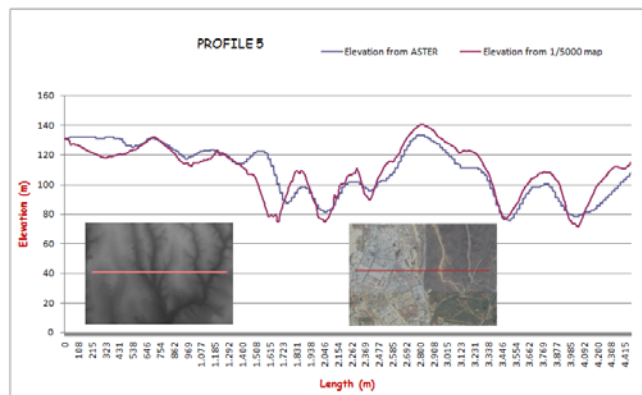 PROFILE 5
Elevation from ASTER Elevation from 1/5000 map
160
140
120
100
80
60
40
20
0
Elevation (m)
0 108 215 323 431 538 646 754 862 969 1.077 1.185 1.292 1.400 1.508 1.615 1.723 1.831 1.938 2.046 2.154 2.262 2.369 2.477 2.585 2.692 2.800 2.908 3.015 3.123 3.231 3.338 3.446 3.554 3.662 3.769 3.877 3.985 4.092 4.200 4.308 4.415
Length (m)